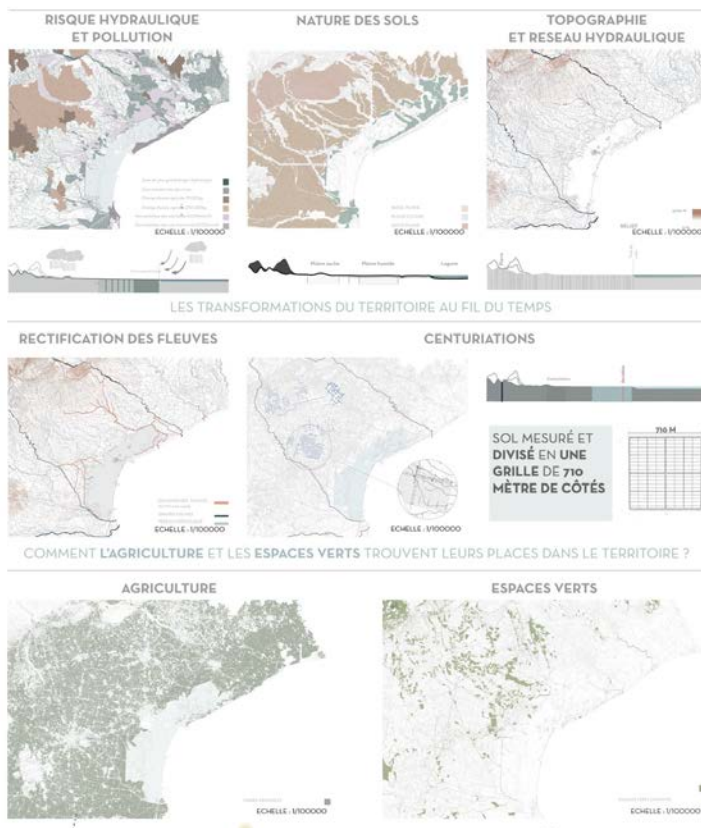 RISQUE HYDRAULIQUE
ET POLLUTION
NATURE DES SOLS
TOPOGRAPHIE
ET RESEAU HYDRAULIQUE
ECHELLE : 1/100000
ECHELLE : 1/100000
ECHELLE : 1/100000
Plaine sèche
Plaine humide
Lagune
LES TRANSFORMATIONS DU TERRITOIRE AU FIL DU TEMPS
RECTIFICATION DES FLEUVES
CENTURIATIONS
ECHELLE : 1/100000
ECHELLE : 1/100000
SOL MESURÉ ET
DIVISÉ EN UNE
GRILLE DE 710
MÈTRE DE CÔTÉS
710 M
COMMENT L'AGRICULTURE ET LES ESPACES VERTS TROUVENT LEURS PLACES DANS LE TERRITOIRE ?
AGRICULTURE
ESPACES VERTS
ECHELLE : 1/100000
ECHELLE : 1/100000